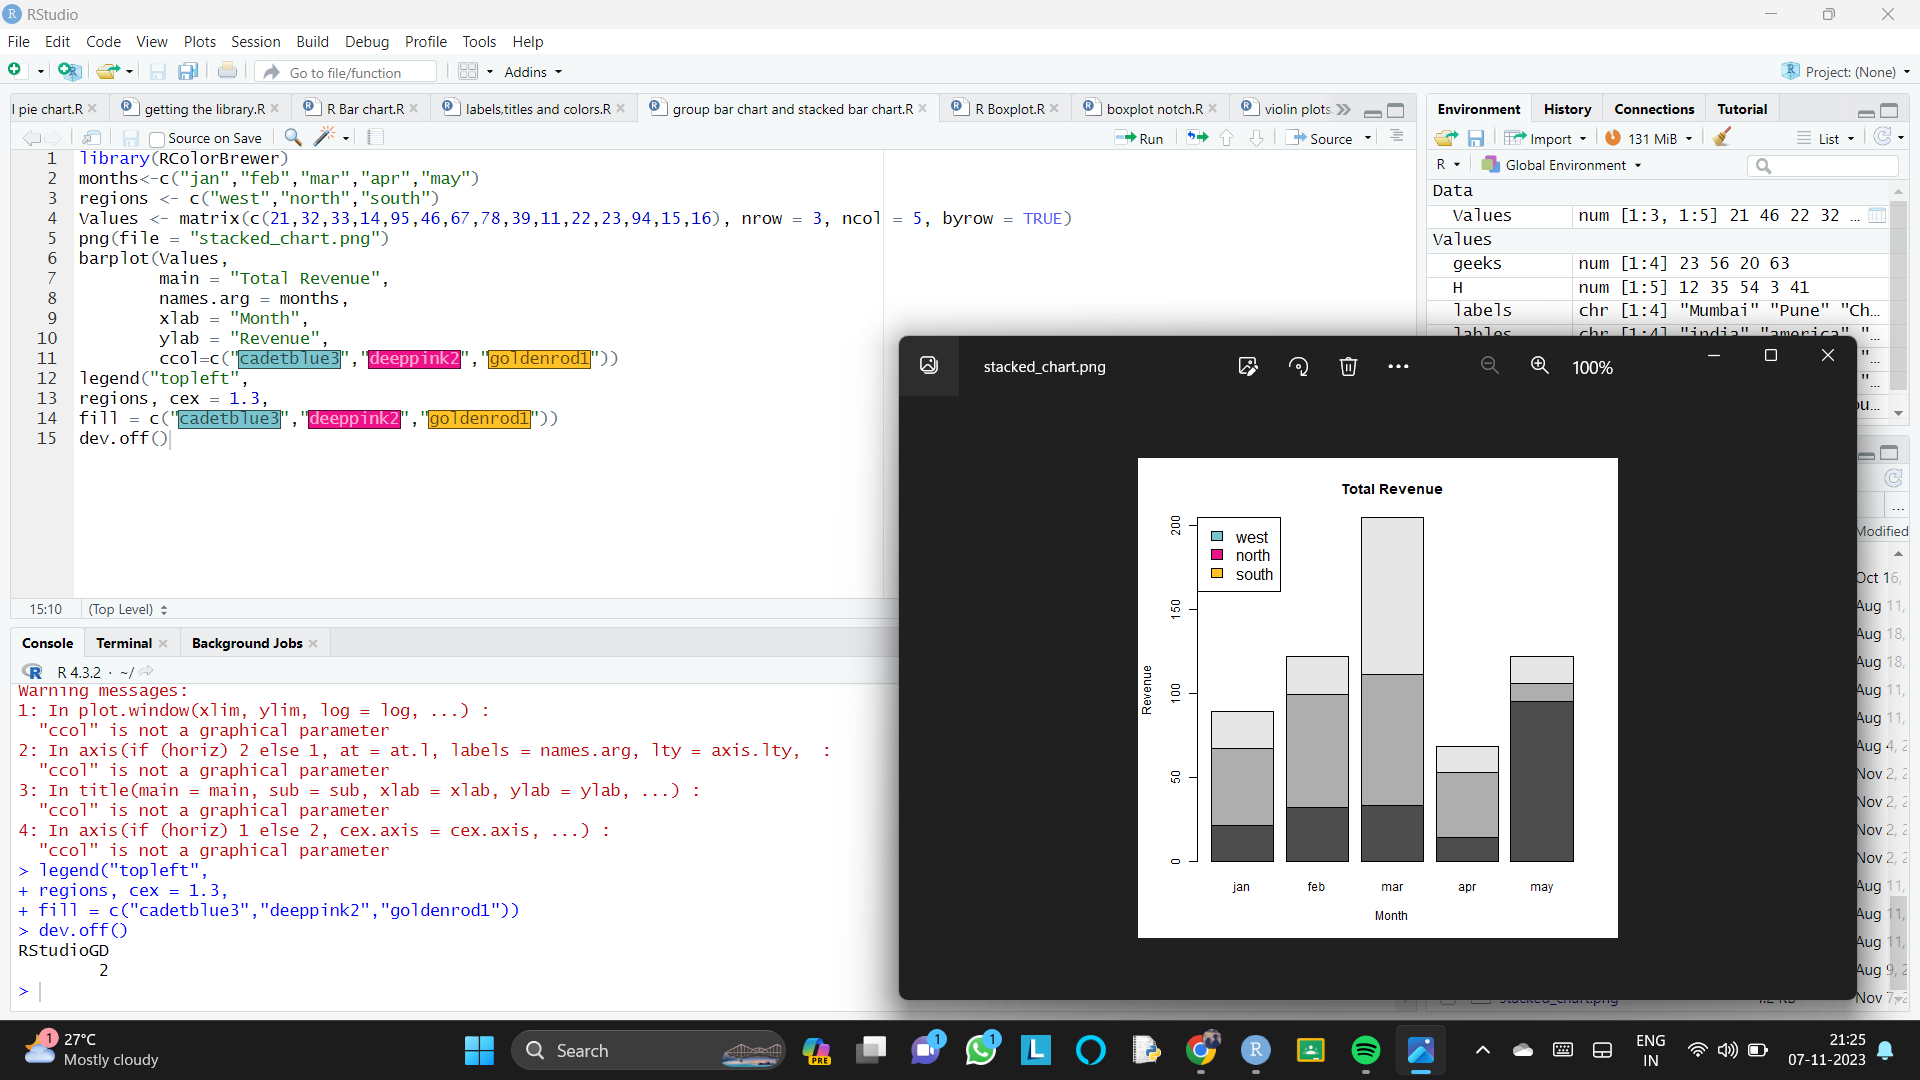 RStudio
File Edit Code View Plots Session Build Debug Profile Tools Help
Go to file/function
Addins
Project: (None)
l pie chart.R
getting the library.R
R Bar chart.R
labels,titles and colors.R
group bar chart and stacked bar chart.R
R Boxplot.R
boxplot notch.R
violin plots.
Source on Save
Run
Source
1 library(RColorBrewer)
2 months<-c("jan","feb","mar","apr","may")
3 regions <- c("west","north","south")
4 Values <- matrix(c(21,32,33,14,95,46,67,78,39,11,22,23,94,15,16), nrow = 3, ncol = 5, byrow = TRUE)
5 png(file = "stacked_chart.png")
6 barplot(Values,
7 main = "Total Revenue",
8 names.arg = months,
9 xlab = "Month",
10 ylab = "Revenue",
11 ccol=c("cadetblue3","deeppink2","goldenrod1"))
12 legend("topleft",
13 regions, cex = 1.3,
14 fill = c("cadetblue3","deeppink2","goldenrod1"))
15 dev.off()
15:10 (Top Level)
Console Terminal Background Jobs
R 4.3.2 · ~/
Warning messages:
1: In plot.window(xlim, ylim, log = log, ...) :
"ccol" is not a graphical parameter
2: In axis(if (horiz) 2 else 1, at = at.l, labels = names.arg, lty = axis.lty, :
"ccol" is not a graphical parameter
3: In title(main = main, sub = sub, xlab = xlab, ylab = ylab, ...) :
"ccol" is not a graphical parameter
4: In axis(if (horiz) 1 else 2, cex.axis = cex.axis, ...) :
"ccol" is not a graphical parameter
> legend("topleft",
+ regions, cex = 1.3,
+ fill = c("cadetblue3","deeppink2","goldenrod1"))
> dev.off()
RStudioGD
2
>
Environment History Connections Tutorial
Import
131 MiB
List
R
Global Environment
Data
Values num [1:3, 1:5] 21 46 22 32 ...
Values
geeks num [1:4] 23 56 20 63
H num [1:5] 12 35 54 3 41
labels chr [1:4] "Mumbai" "Pune" "Ch…
lables chr [1:4] "india" "america" "…
stacked_chart.png
100%
Total Revenue
west
north
south
200
150
100
50
0
Revenue
jan feb mar apr may
Month
Modified
Oct 16,
Aug 11,
Aug 18,
Aug 18,
Aug 11,
Aug 11,
Aug 4, 2
Nov 2, 2
Nov 2, 2
Nov 2, 2
Nov 2, 2
Aug 11,
Aug 11,
Aug 11,
Aug 9, 2
stacked_chart.png
Nov 7, 2
1
27°C
Mostly cloudy
Search
PRE
1
1
L
R
ENG
IN
21:25
07-11-2023